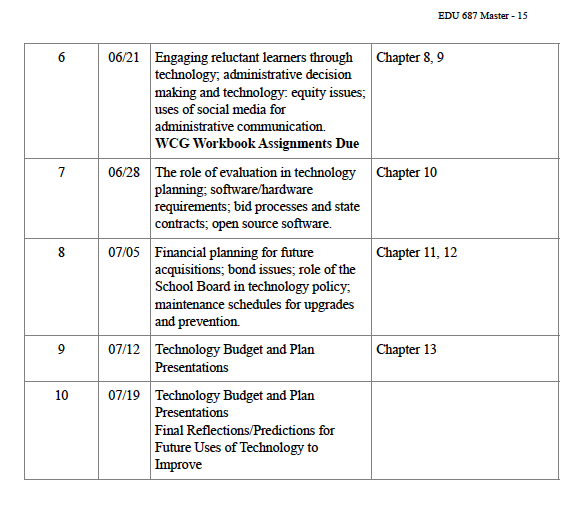 EDU 687 Master - 15
6 06/21 Engaging reluctant learners through Chapter 8, 9
technology; administrative decision
making and technology: equity issues;
uses of social media for
administrative communication.
WCG Workbook Assignments Due
7 06/28 The role of evaluation in technology Chapter 10
planning; software/hardware
requirements; bid processes and state
contracts; open source software.
8 07/05 Financial planning for future Chapter 11, 12
acquisitions; bond issues; role of the
School Board in technology policy;
maintenance schedules for upgrades
and prevention.
9 07/12 Technology Budget and Plan Chapter 13
Presentations
10 07/19 Technology Budget and Plan
Presentations
Final Reflections/Predictions for
Future Uses of Technology to
Improve